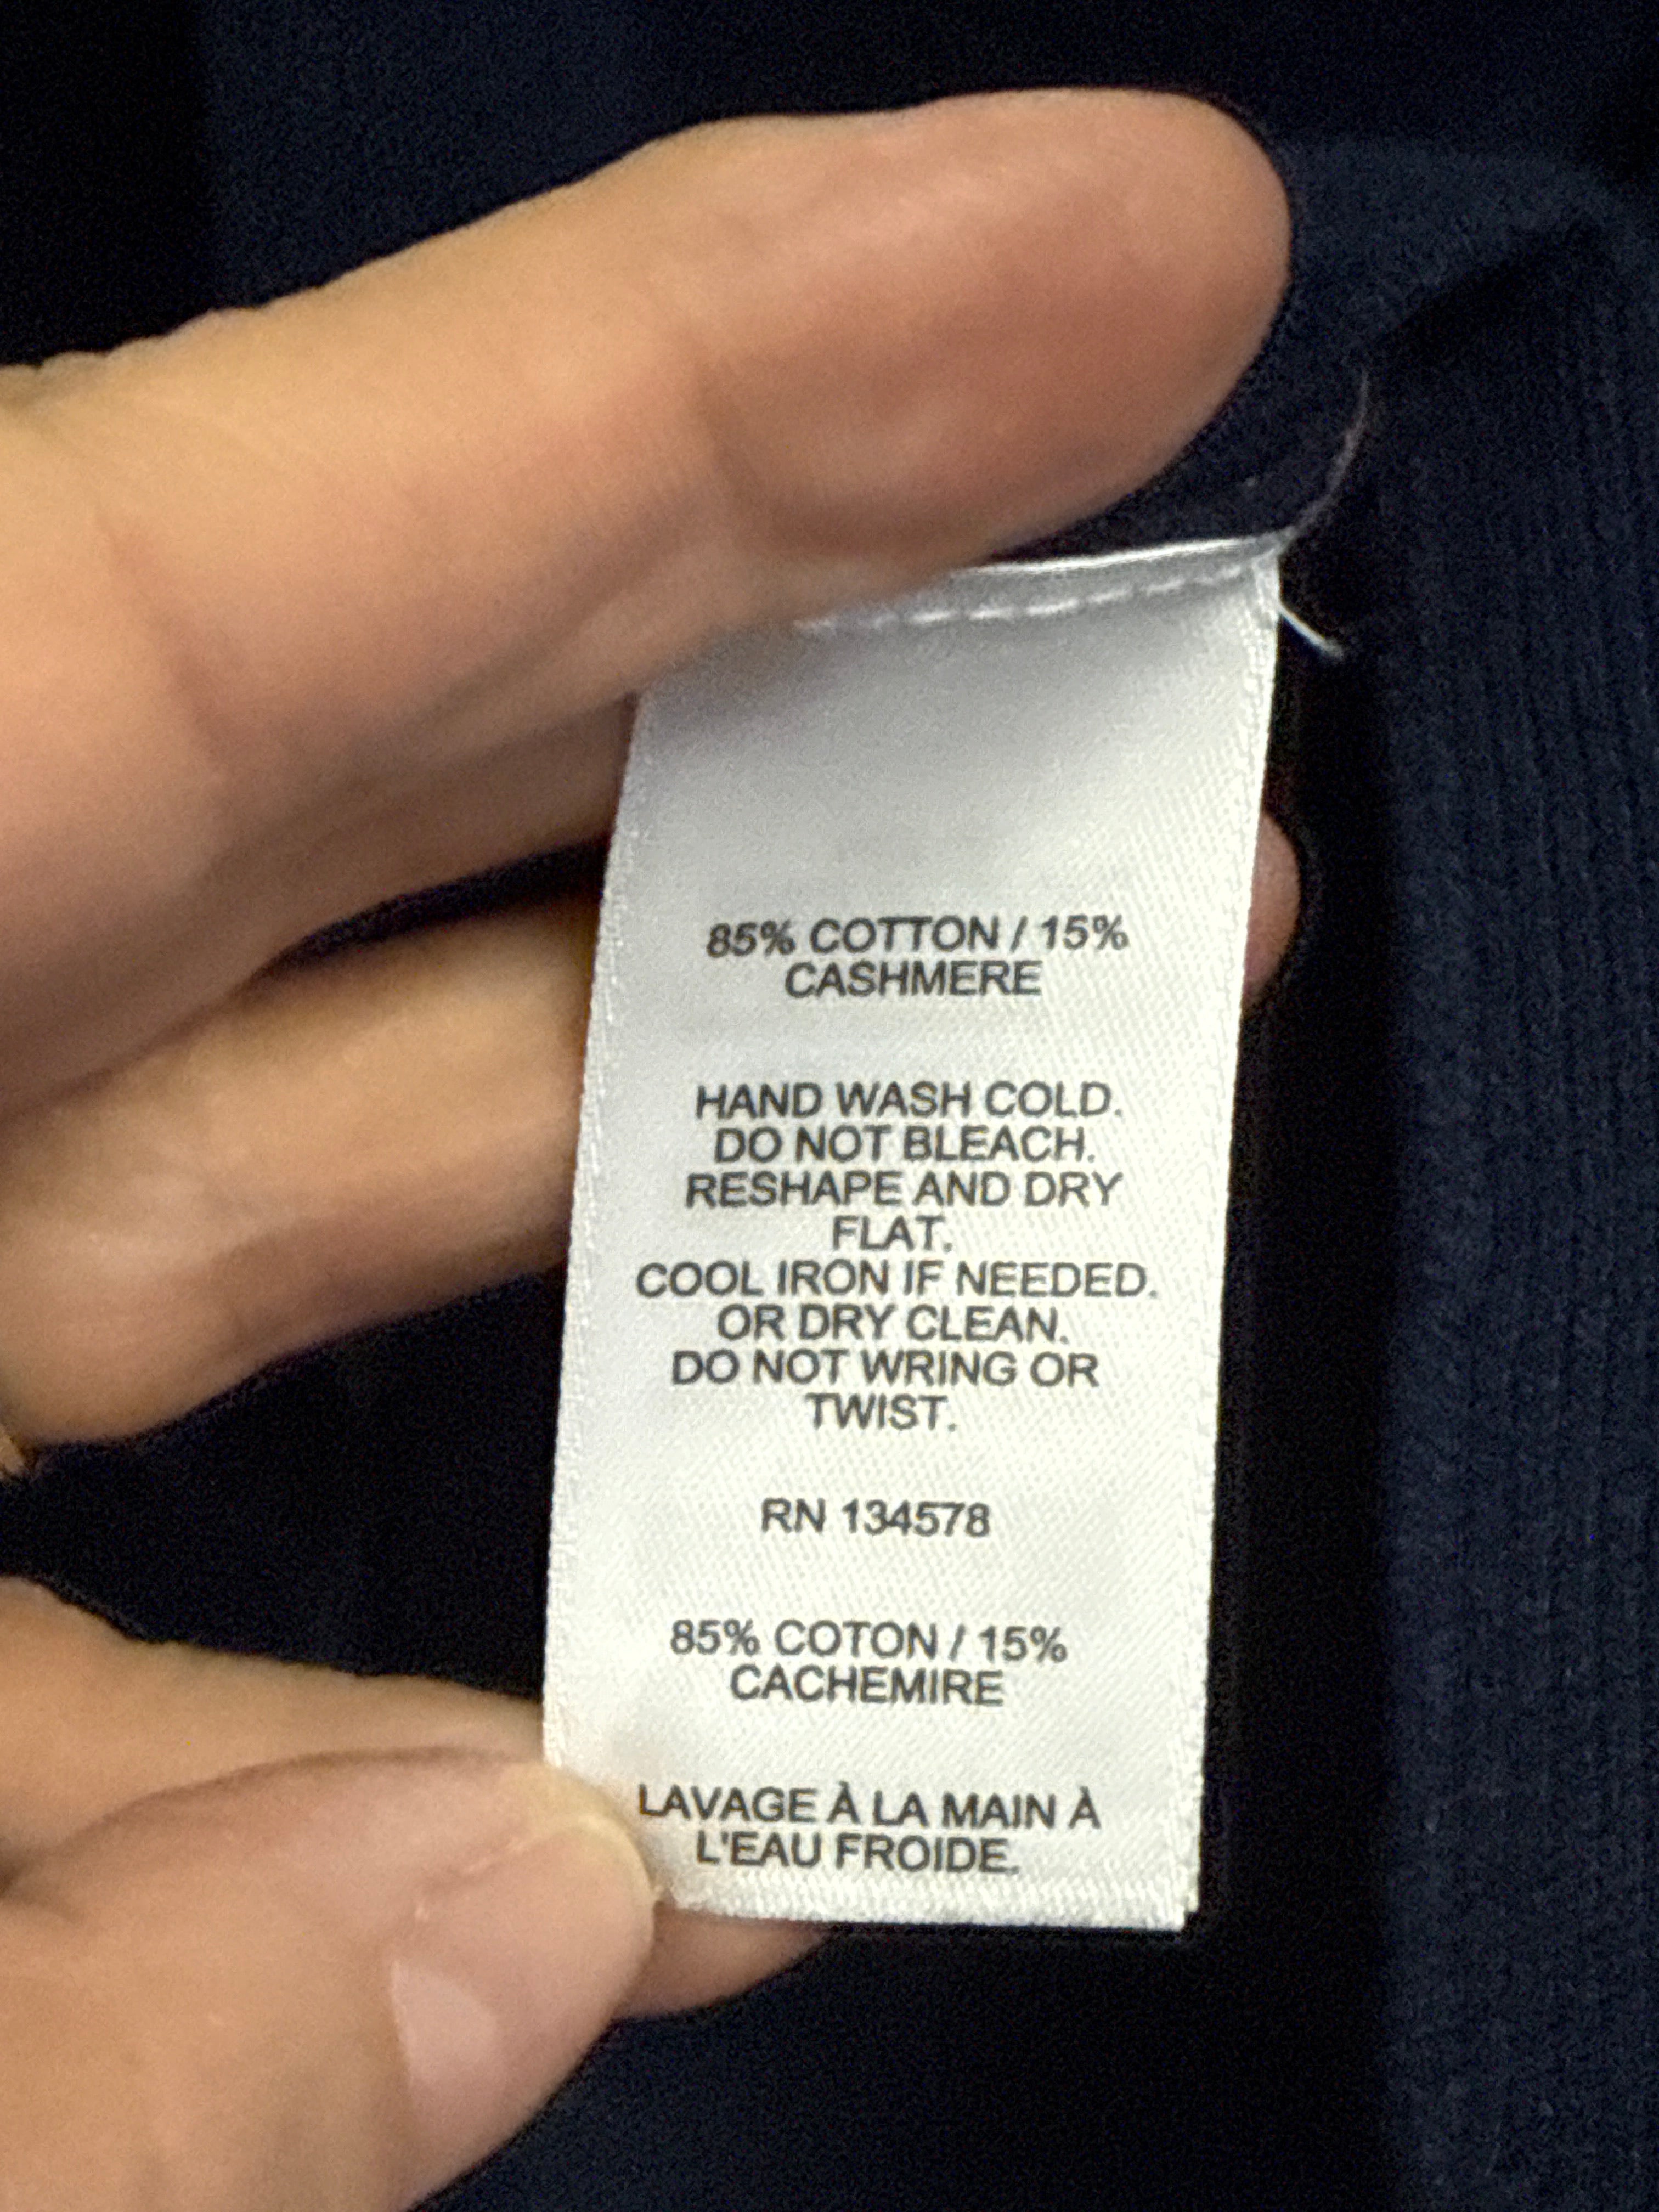 85% COTTON / 15%
CASHMERE
HAND WASH COLD.
DO NOT BLEACH.
RESHAPE AND DRY
FLAT.
COOL IRON IF NEEDED.
OR DRY CLEAN.
DO NOT WRING OR
TWIST.
RN 134578
85% COTON / 15%
CACHEMIRE
LAVAGE À LA MAIN À
L'EAU FROIDE.